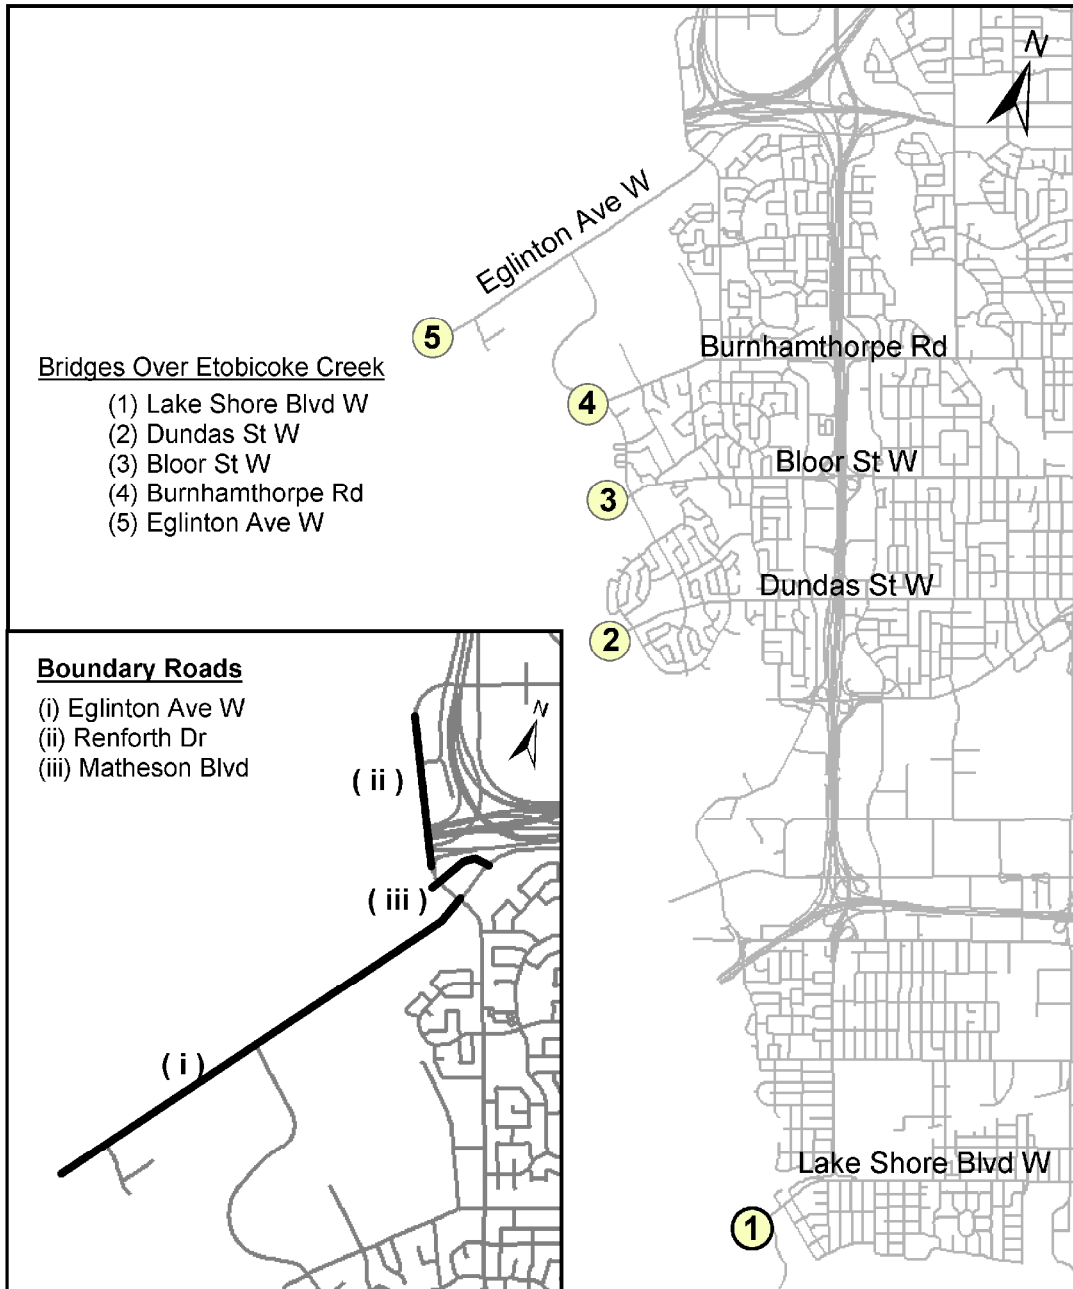 N
Eglinton Ave W
5
Burnhamthorpe Rd
Bridges Over Etobicoke Creek
(1) Lake Shore Blvd W
(2) Dundas St W
(3) Bloor St W
(4) Burnhamthorpe Rd
(5) Eglinton Ave W
4
Bloor St W
3
Dundas St W
2
Boundary Roads
(i) Eglinton Ave W
(ii) Renforth Dr
(iii) Matheson Blvd
N
( ii )
( iii )
( i )
Lake Shore Blvd W
1